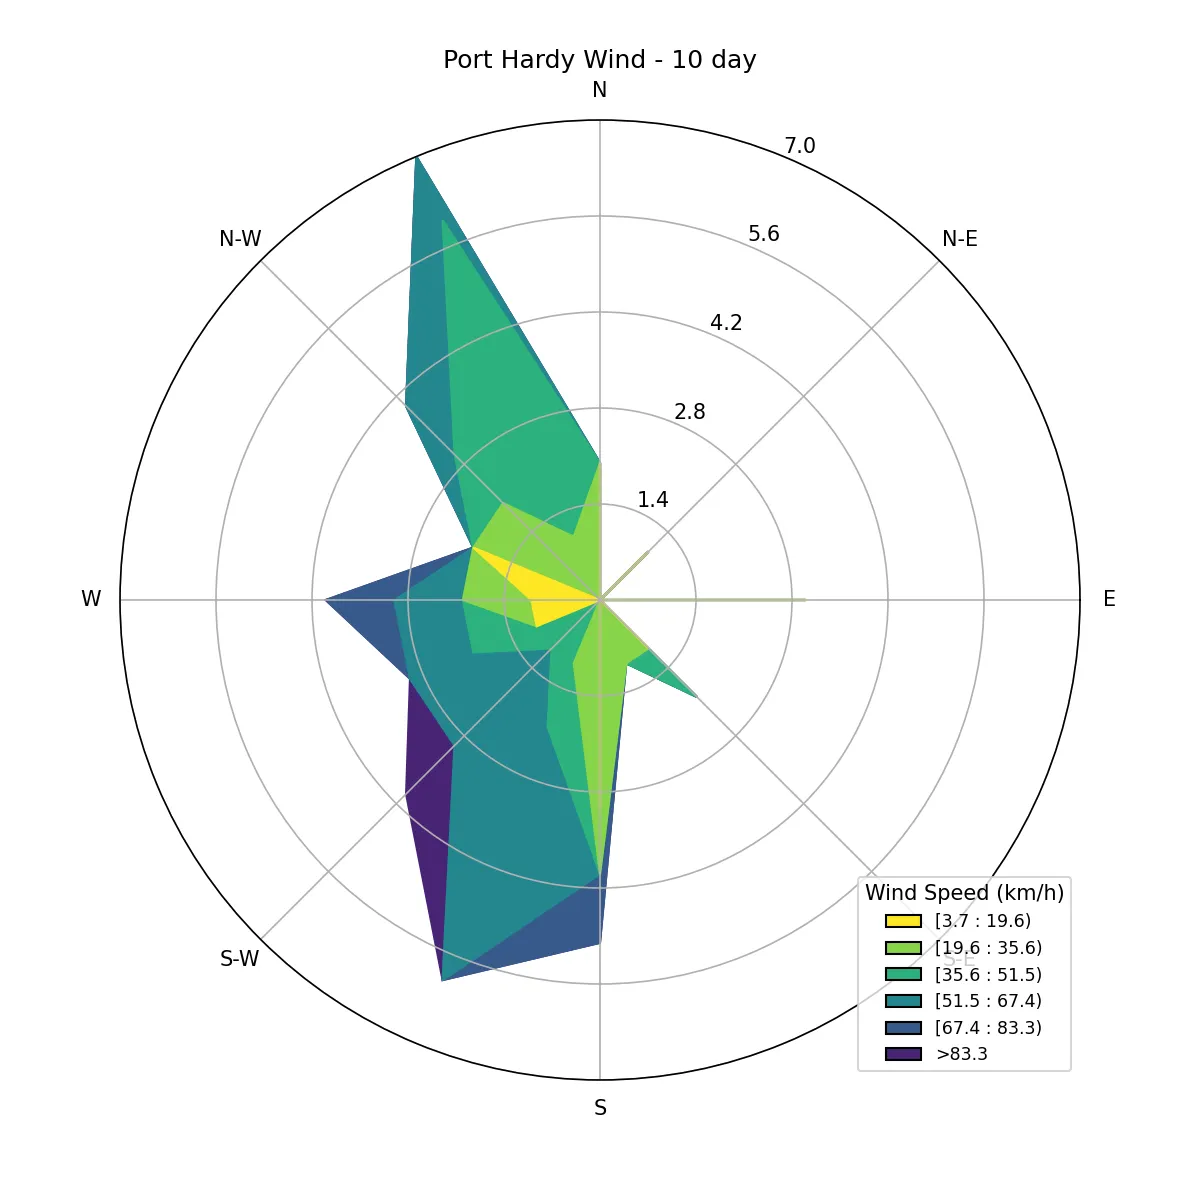 Port Hardy Wind - 10 day
N
7.0
N-W
N-E
5.6
4.2
2.8
1.4
W
E
S-W
S-E
S
Wind Speed (km/h)
[3.7 : 19.6)
[19.6 : 35.6)
[35.6 : 51.5)
[51.5 : 67.4)
[67.4 : 83.3)
>83.3